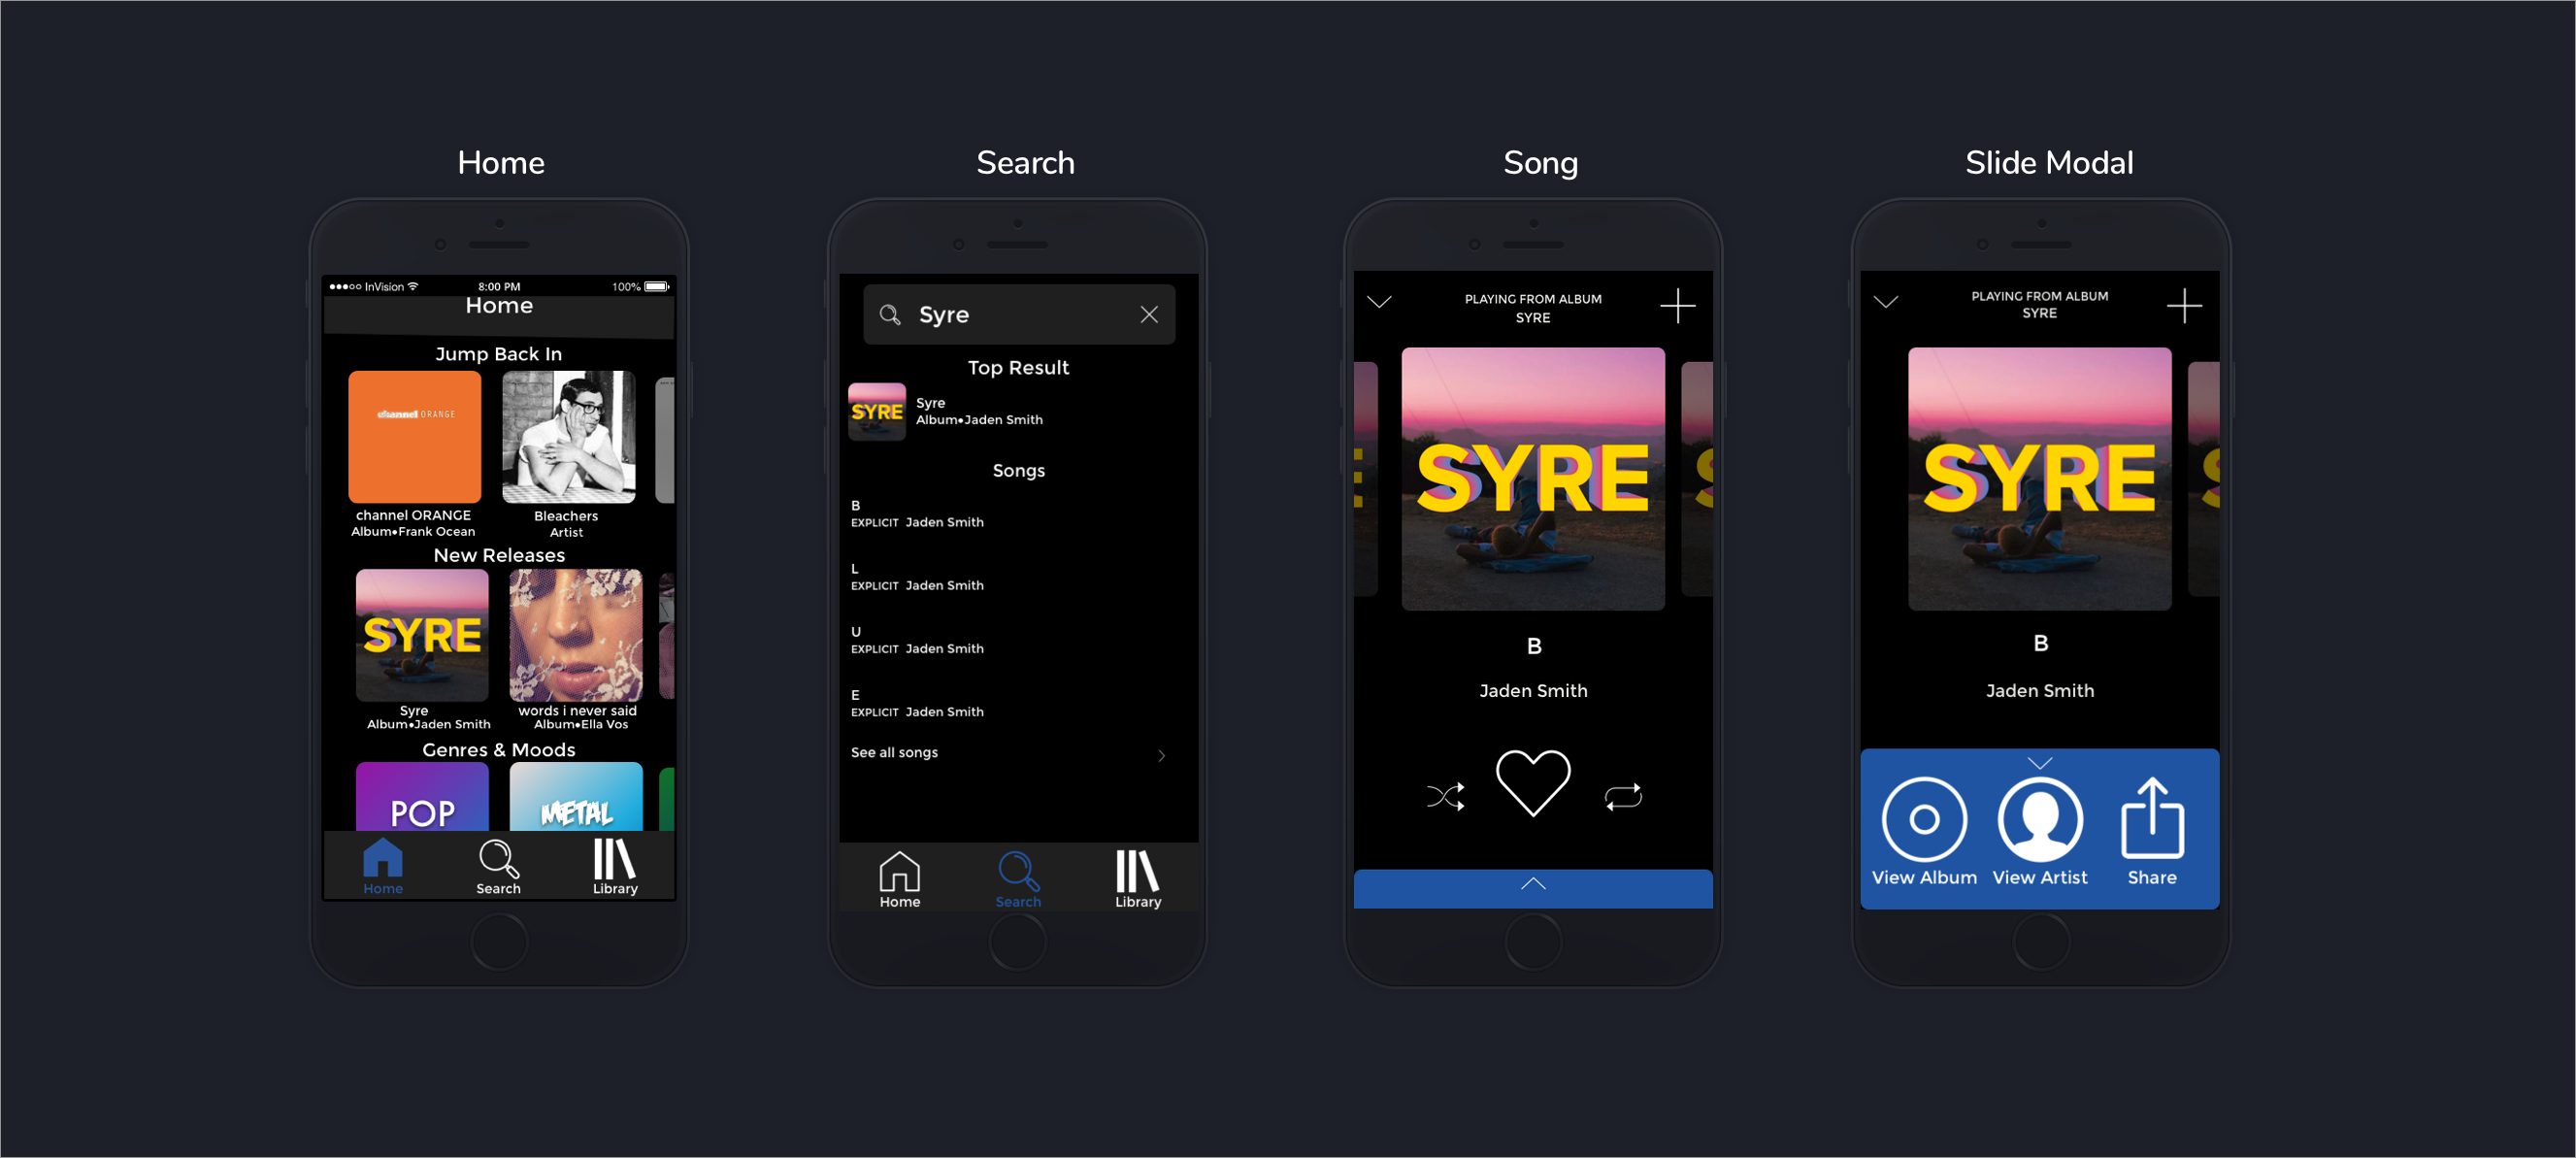 Home
InVision
8:00 PM
100%
Home
Jump Back In
channel ORANGE
channel ORANGE
Album•Frank Ocean
Bleachers
Artist
New Releases
SYRE
Syre
Album•Jaden Smith
words i never said
Album•Ella Vos
Genres & Moods
POP
METAL
Home
Search
Library
Search
Syre
Top Result
SYRE
Syre
Album•Jaden Smith
Songs
B
EXPLICIT Jaden Smith
L
EXPLICIT Jaden Smith
U
EXPLICIT Jaden Smith
E
EXPLICIT Jaden Smith
See all songs
Home
Search
Library
Song
PLAYING FROM ALBUM
SYRE
E
SYRE
S
B
Jaden Smith
Slide Modal
PLAYING FROM ALBUM
SYRE
SYRE
S
B
Jaden Smith
View Album
View Artist
Share